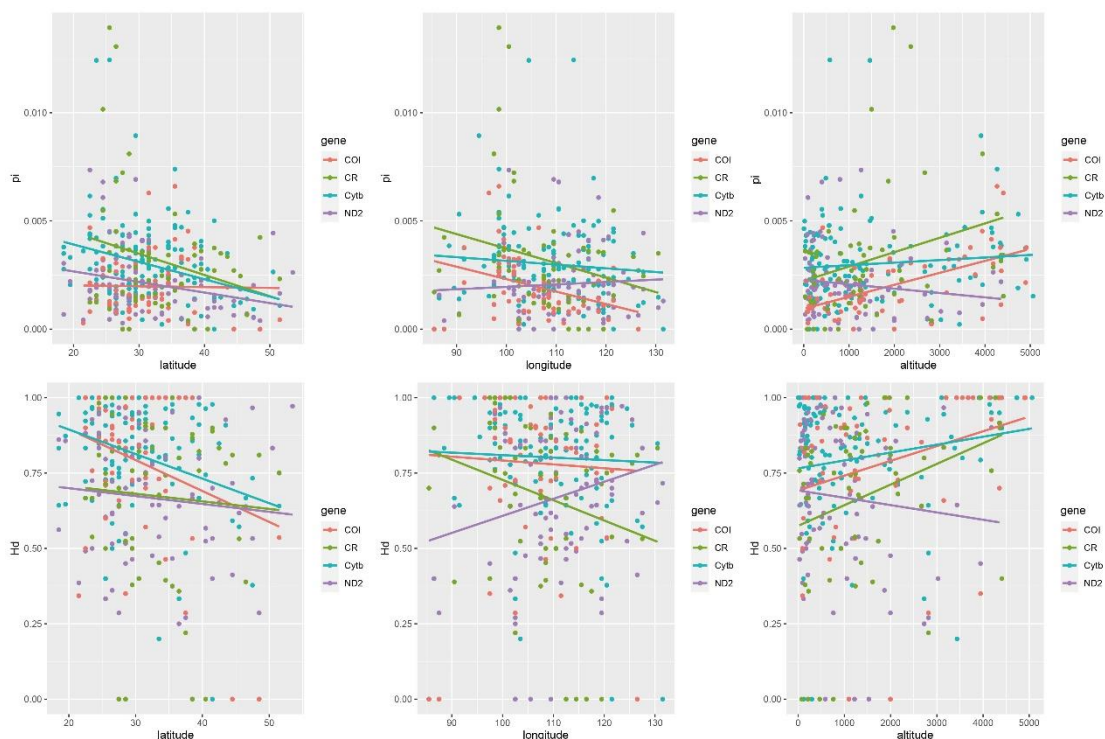 pi
0.010
0.005
0.000
20 30 40 50
latitude
gene
COI
CR
Cytb
ND2
pi
0.010
0.005
0.000
90 100 110 120 130
longitude
gene
COI
CR
Cytb
ND2
pi
0.010
0.005
0.000
0 1000 2000 3000 4000 5000
altitude
gene
COI
CR
Cytb
ND2
Hd
1.00
0.75
0.50
0.25
0.00
20 30 40 50
latitude
gene
COI
CR
Cytb
ND2
Hd
1.00
0.75
0.50
0.25
0.00
90 100 110 120 130
longitude
gene
COI
CR
Cytb
ND2
Hd
1.00
0.75
0.50
0.25
0.00
0 1000 2000 3000 4000 5000
altitude
gene
COI
CR
Cytb
ND2